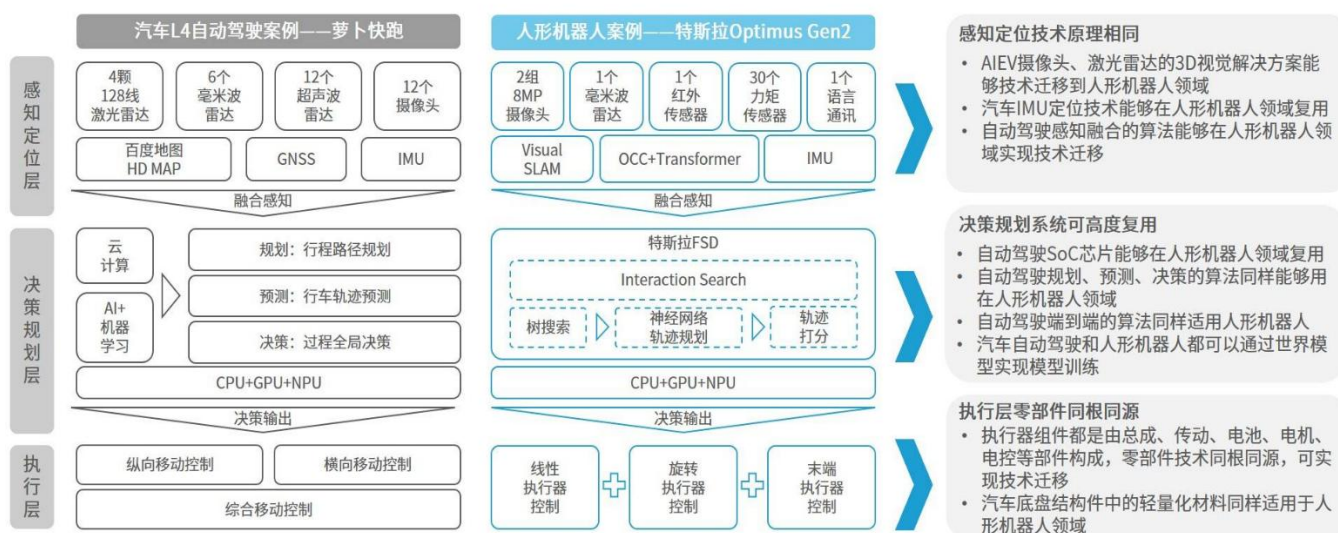 汽车L4自动驾驶案例——萝卜快跑
人形机器人案例——特斯拉Optimus Gen2
感知定位层
4颗
128线
激光雷达
6个
毫米波
雷达
12个
超声波
雷达
12个
摄像头
百度地图
HD MAP
GNSS
IMU
融合感知
2组
8MP
摄像头
1个
毫米波
雷达
1个
红外
传感器
30个
力矩
传感器
1个
语言
通讯
Visual
SLAM
OCC+Transformer
IMU
融合感知
感知定位技术原理相同
• AIEV摄像头、激光雷达的3D视觉解决方案能
够技术迁移到人形机器人领域
• 汽车IMU定位技术能够在人形机器人领域复用
• 自动驾驶感知融合的算法能够在人形机器人领
域实现技术迁移
决策规划层
云
计算
AI+
机器
学习
规划：行程路径规划
预测：行车轨迹预测
决策：过程全局决策
CPU+GPU+NPU
决策输出
特斯拉FSD
Interaction Search
树搜索
神经网络
轨迹规划
轨迹
打分
CPU+GPU+NPU
决策输出
决策规划系统可高度复用
• 自动驾驶SoC芯片能够在人形机器人领域复用
• 自动驾驶规划、预测、决策的算法同样能够用
在人形机器人领域
• 自动驾驶端到端的算法同样适用人形机器人
• 汽车自动驾驶和人形机器人都可以通过世界模
型实现模型训练
执行层
纵向移动控制
横向移动控制
综合移动控制
线性
执行器
控制
旋转
执行器
控制
末端
执行器
控制
执行层零部件同根同源
• 执行器组件都是由总成、传动、电池、电机、
电控等部件构成，零部件技术同根同源，可实
现技术迁移
• 汽车底盘结构件中的轻量化材料同样适用于人
形机器人领域